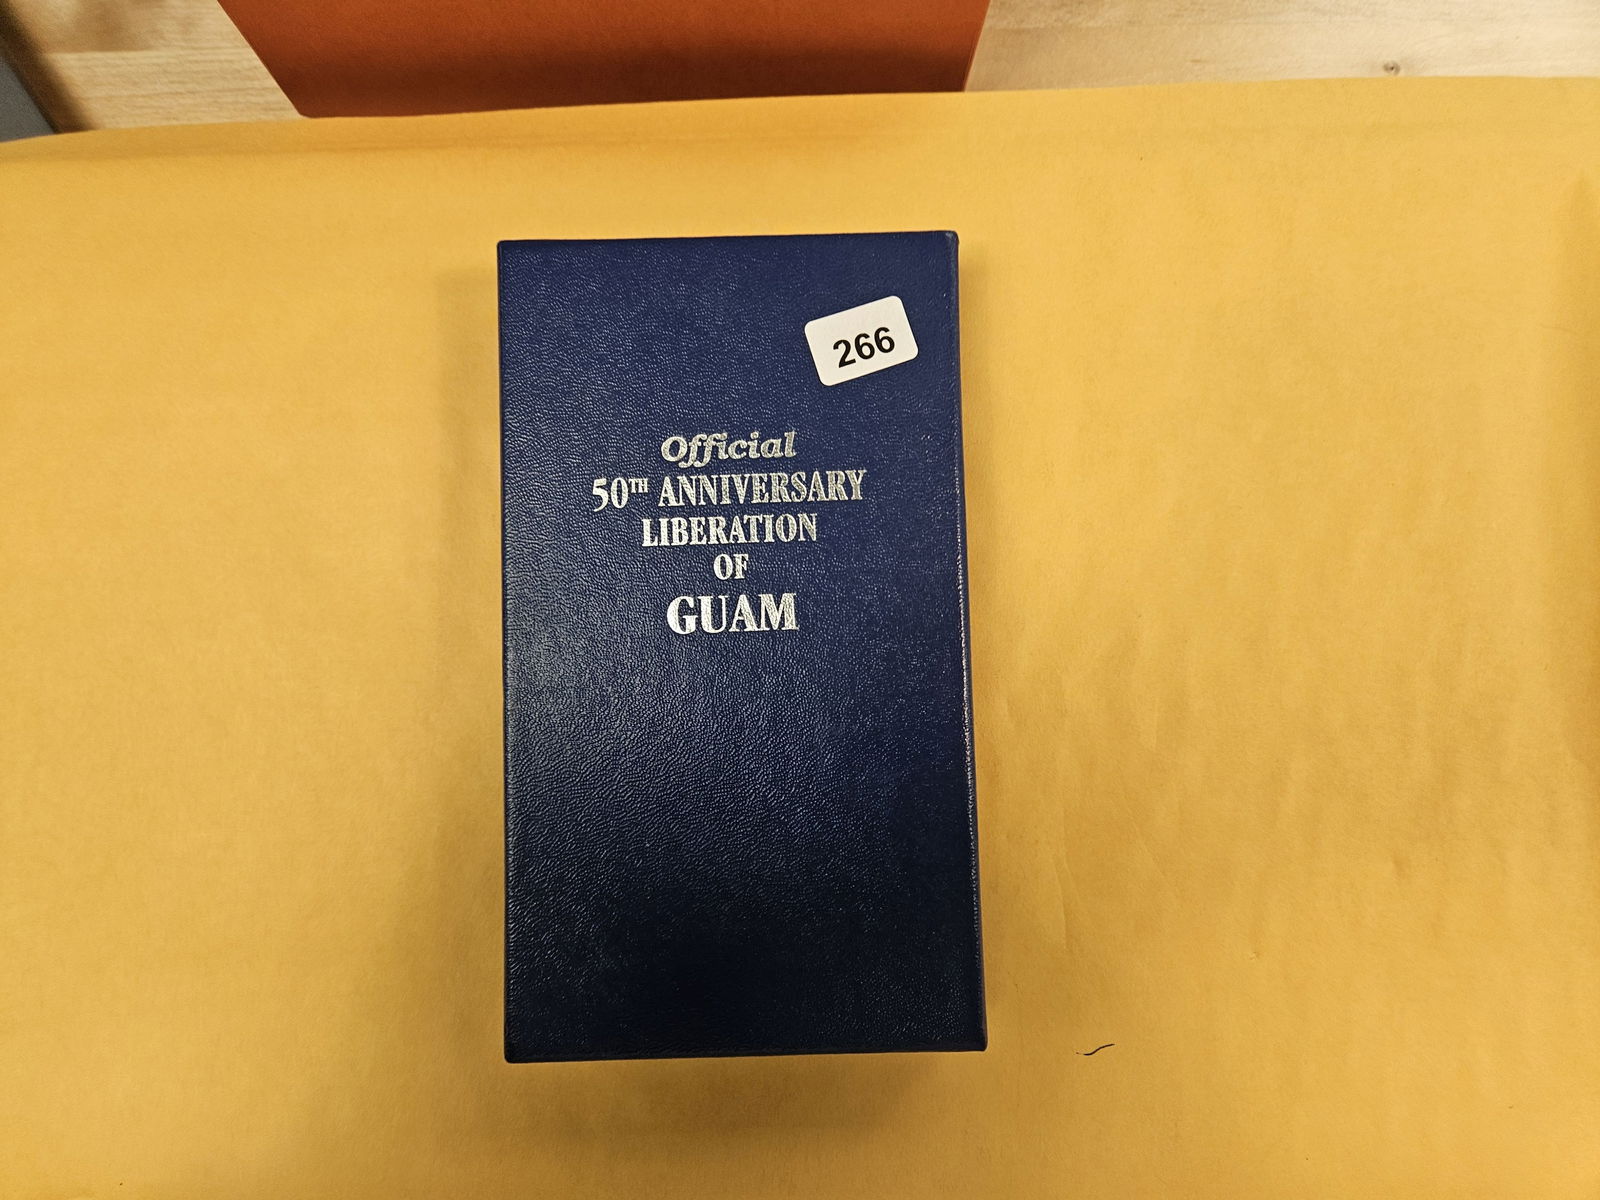 266
Official
50TH ANNIVERSARY
LIBERATION
OF
GUAM